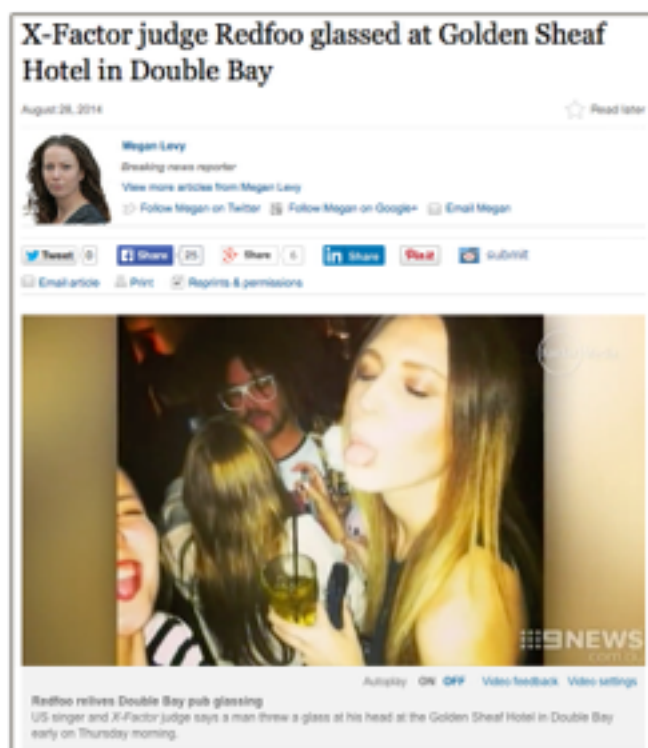 X-Factor judge Redfoo glassed at Golden Sheaf
Hotel in Double Bay
August 28, 2014
Read later
Megan Levy
Breaking news reporter
View more articles from Megan Levy
Follow Megan on Twitter Follow Megan on Google+ Email Megan
Tweet 0 Share 25 Share 6 in Share Pin it submit
Email article Print Reprints & permissions
9NEWS
Autoplay ON OFF Video feedback Video settings
Redfoo relives Double Bay pub glassing
US singer and X-Factor judge says a man threw a glass at his head at the Golden Sheaf Hotel in Double Bay
early on Thursday morning.